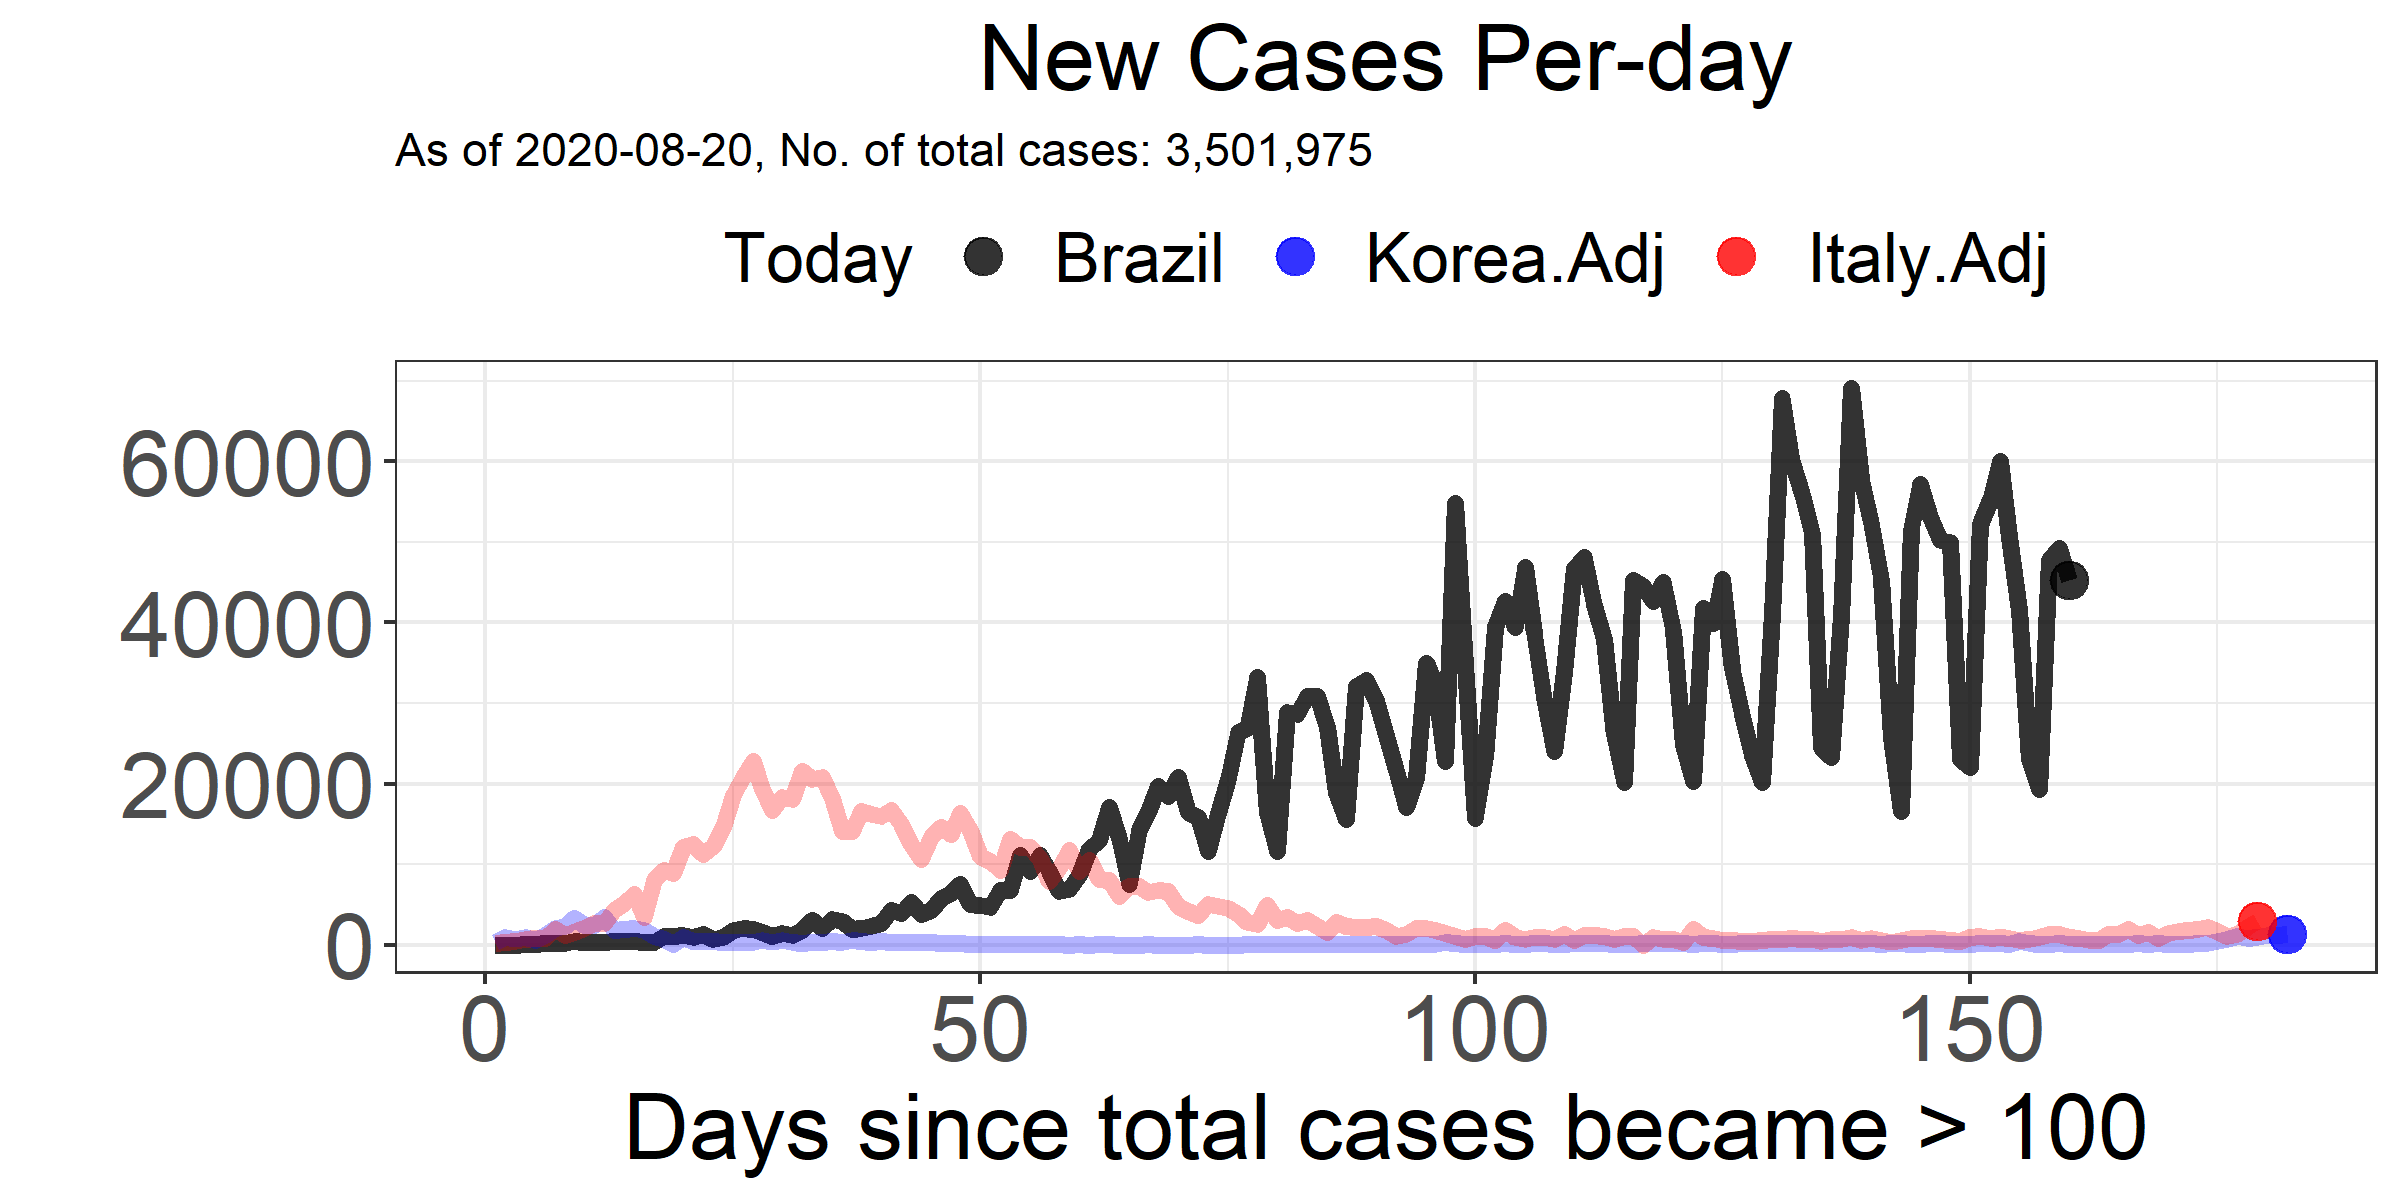 New Cases Per-day
As of 2020-08-20, No. of total cases: 3,501,975
Today Brazil Korea.Adj Italy.Adj
60000
40000
20000
0
0 50 100 150
Days since total cases became > 100